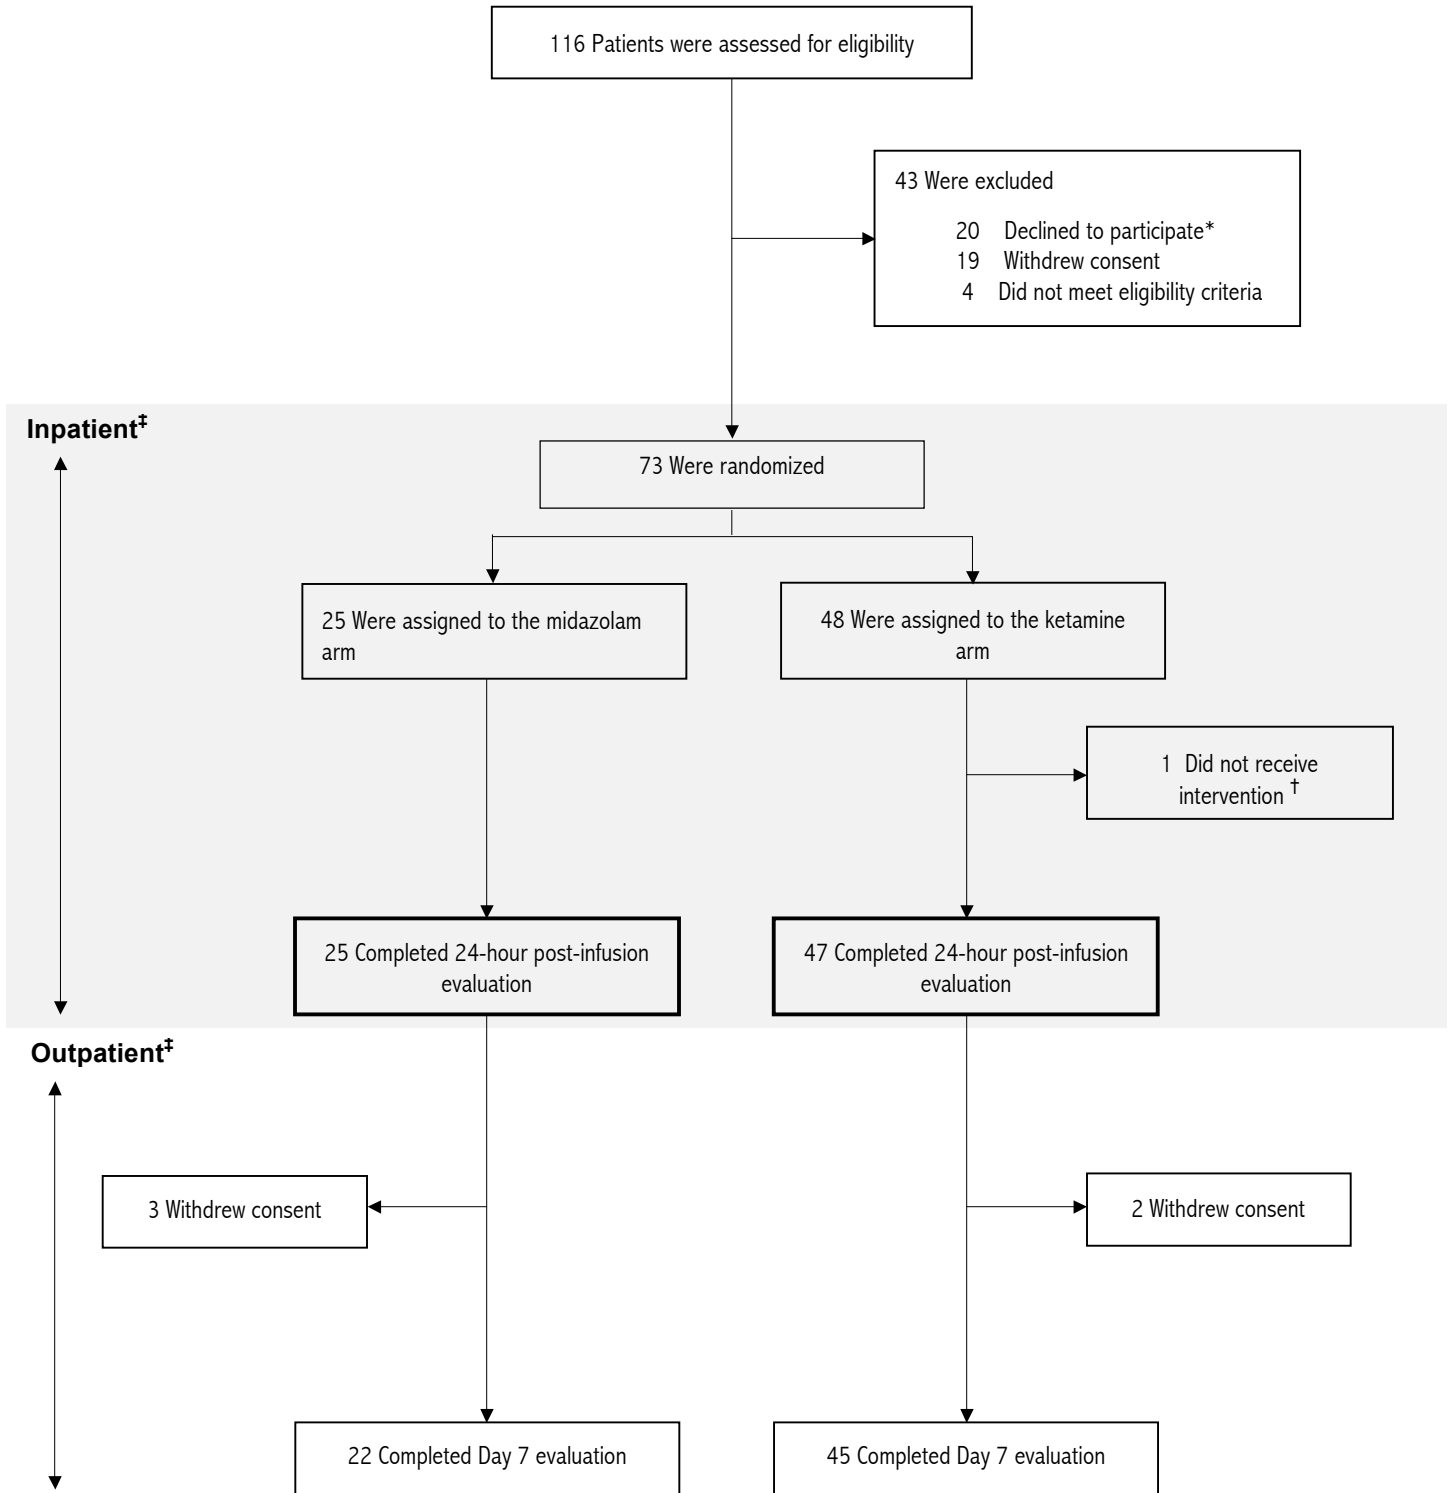 116 Patients were assessed for eligibility
43 Were excluded
20 Declined to participate*
19 Withdrew consent
4 Did not meet eligibility criteria
Inpatient‡
73 Were randomized
25 Were assigned to the midazolam
arm
48 Were assigned to the ketamine
arm
1 Did not receive
intervention †
25 Completed 24-hour post-infusion
evaluation
47 Completed 24-hour post-infusion
evaluation
Outpatient‡
3 Withdrew consent
2 Withdrew consent
22 Completed Day 7 evaluation
45 Completed Day 7 evaluation